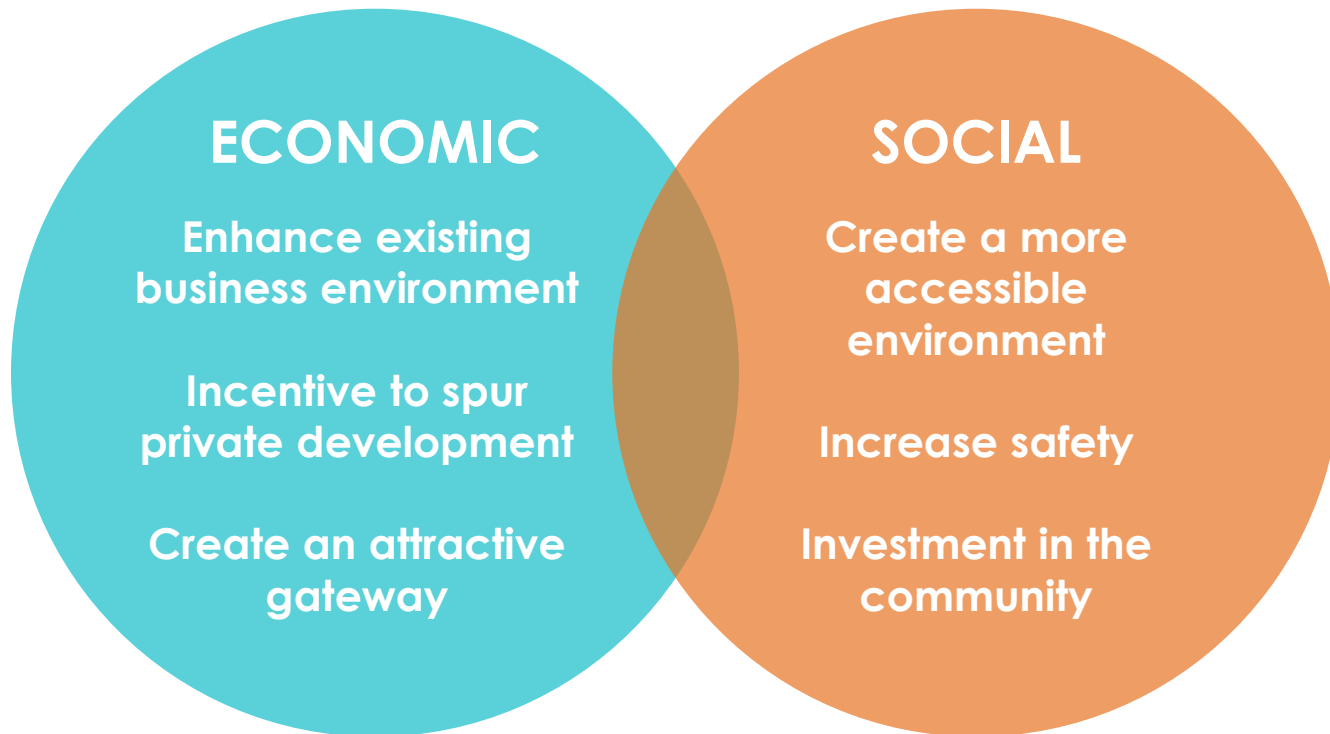 ECONOMIC
Enhance existing
business environment
Incentive to spur
private development
Create an attractive
gateway
SOCIAL
Create a more
accessible
environment
Increase safety
Investment in the
community